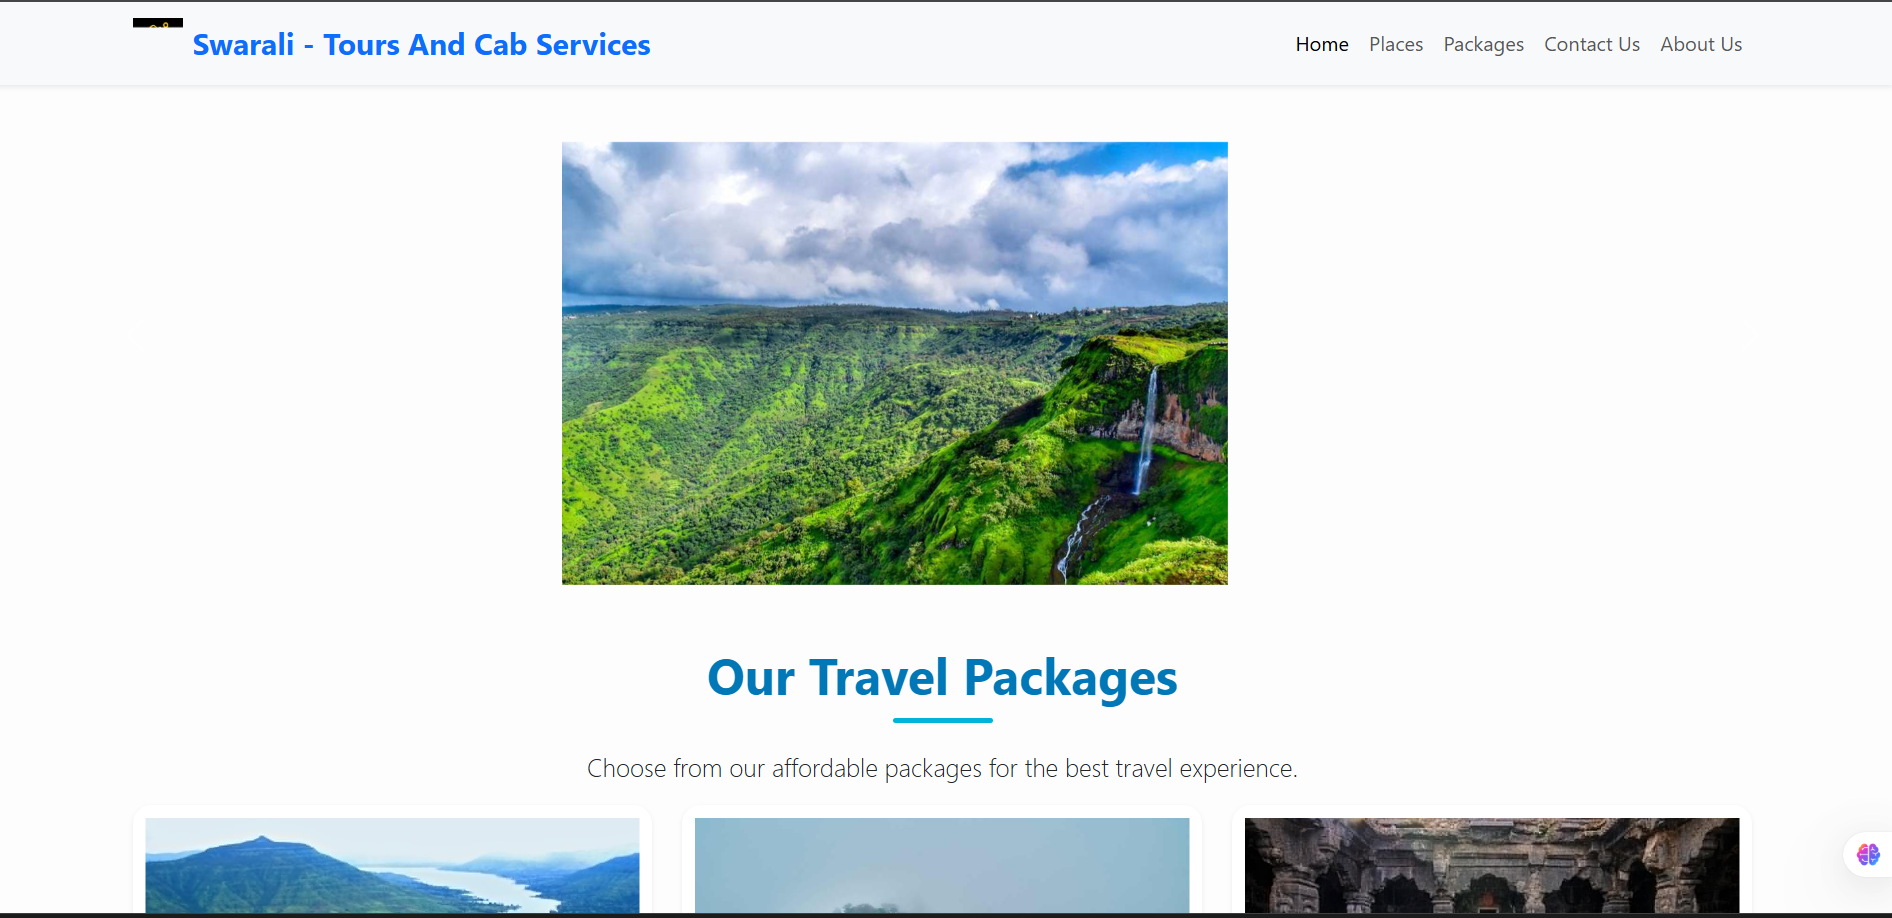 Swarali - Tours And Cab Services
Home Places Packages Contact Us About Us
Our Travel Packages
Choose from our affordable packages for the best travel experience.